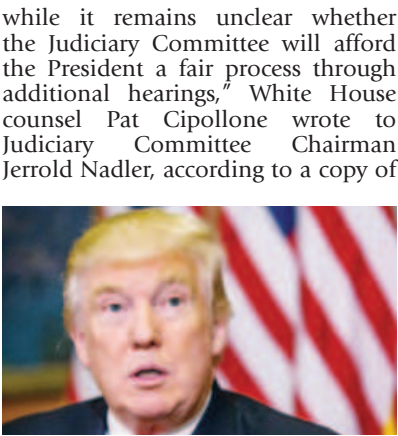 while it remains unclear whether
the Judiciary Committee will afford
the President a fair process through
additional hearings,” White House
counsel Pat Cipollone wrote to
Judiciary Committee Chairman
Jerrold Nadler, according to a copy of